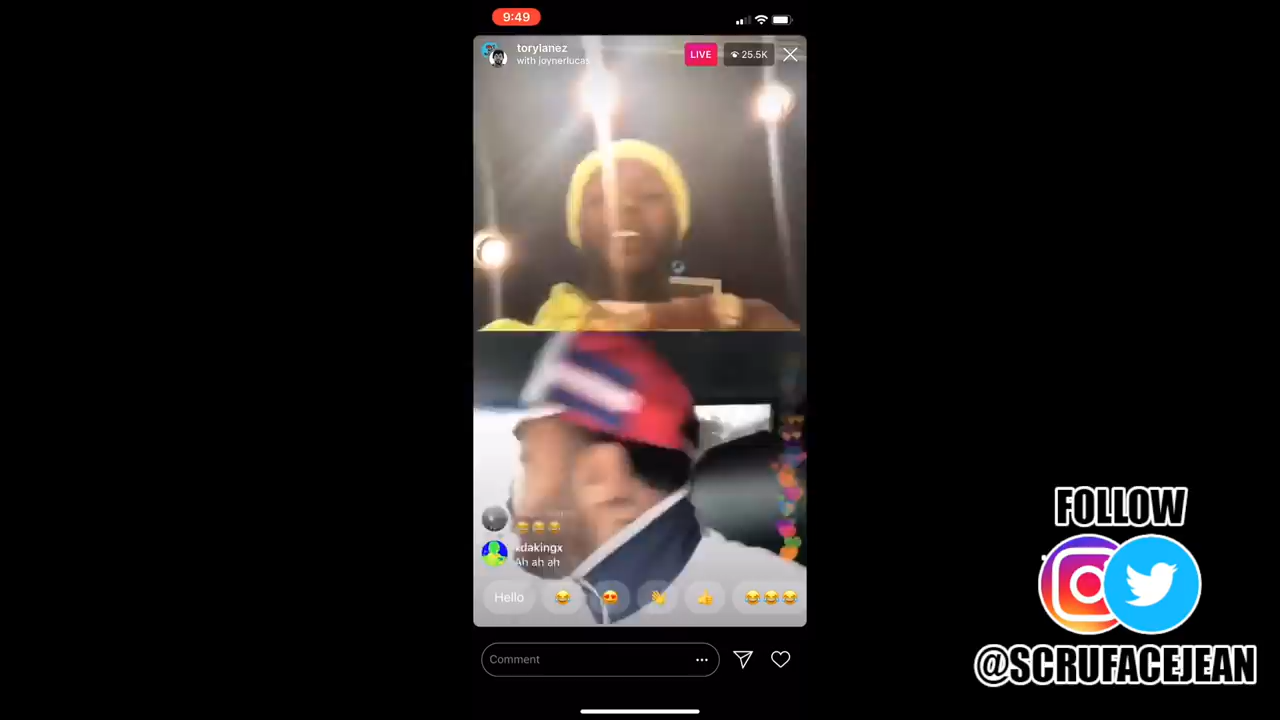 9:49
torylanez
with joynerlucas
LIVE
25.5K
xdakingx
Ah ah ah
Hello
Comment
FOLLOW
@SCRUFACEJEAN